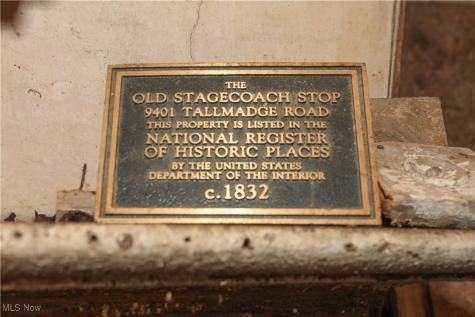 THE
OLD STAGECOACH STOP
9401 TALLMADGE ROAD
THIS PROPERTY IS LISTED IN THE
NATIONAL REGISTER
OF HISTORIC PLACES
BY THE UNITED STATES
DEPARTMENT OF THE INTERIOR
c.1832
MLS Now